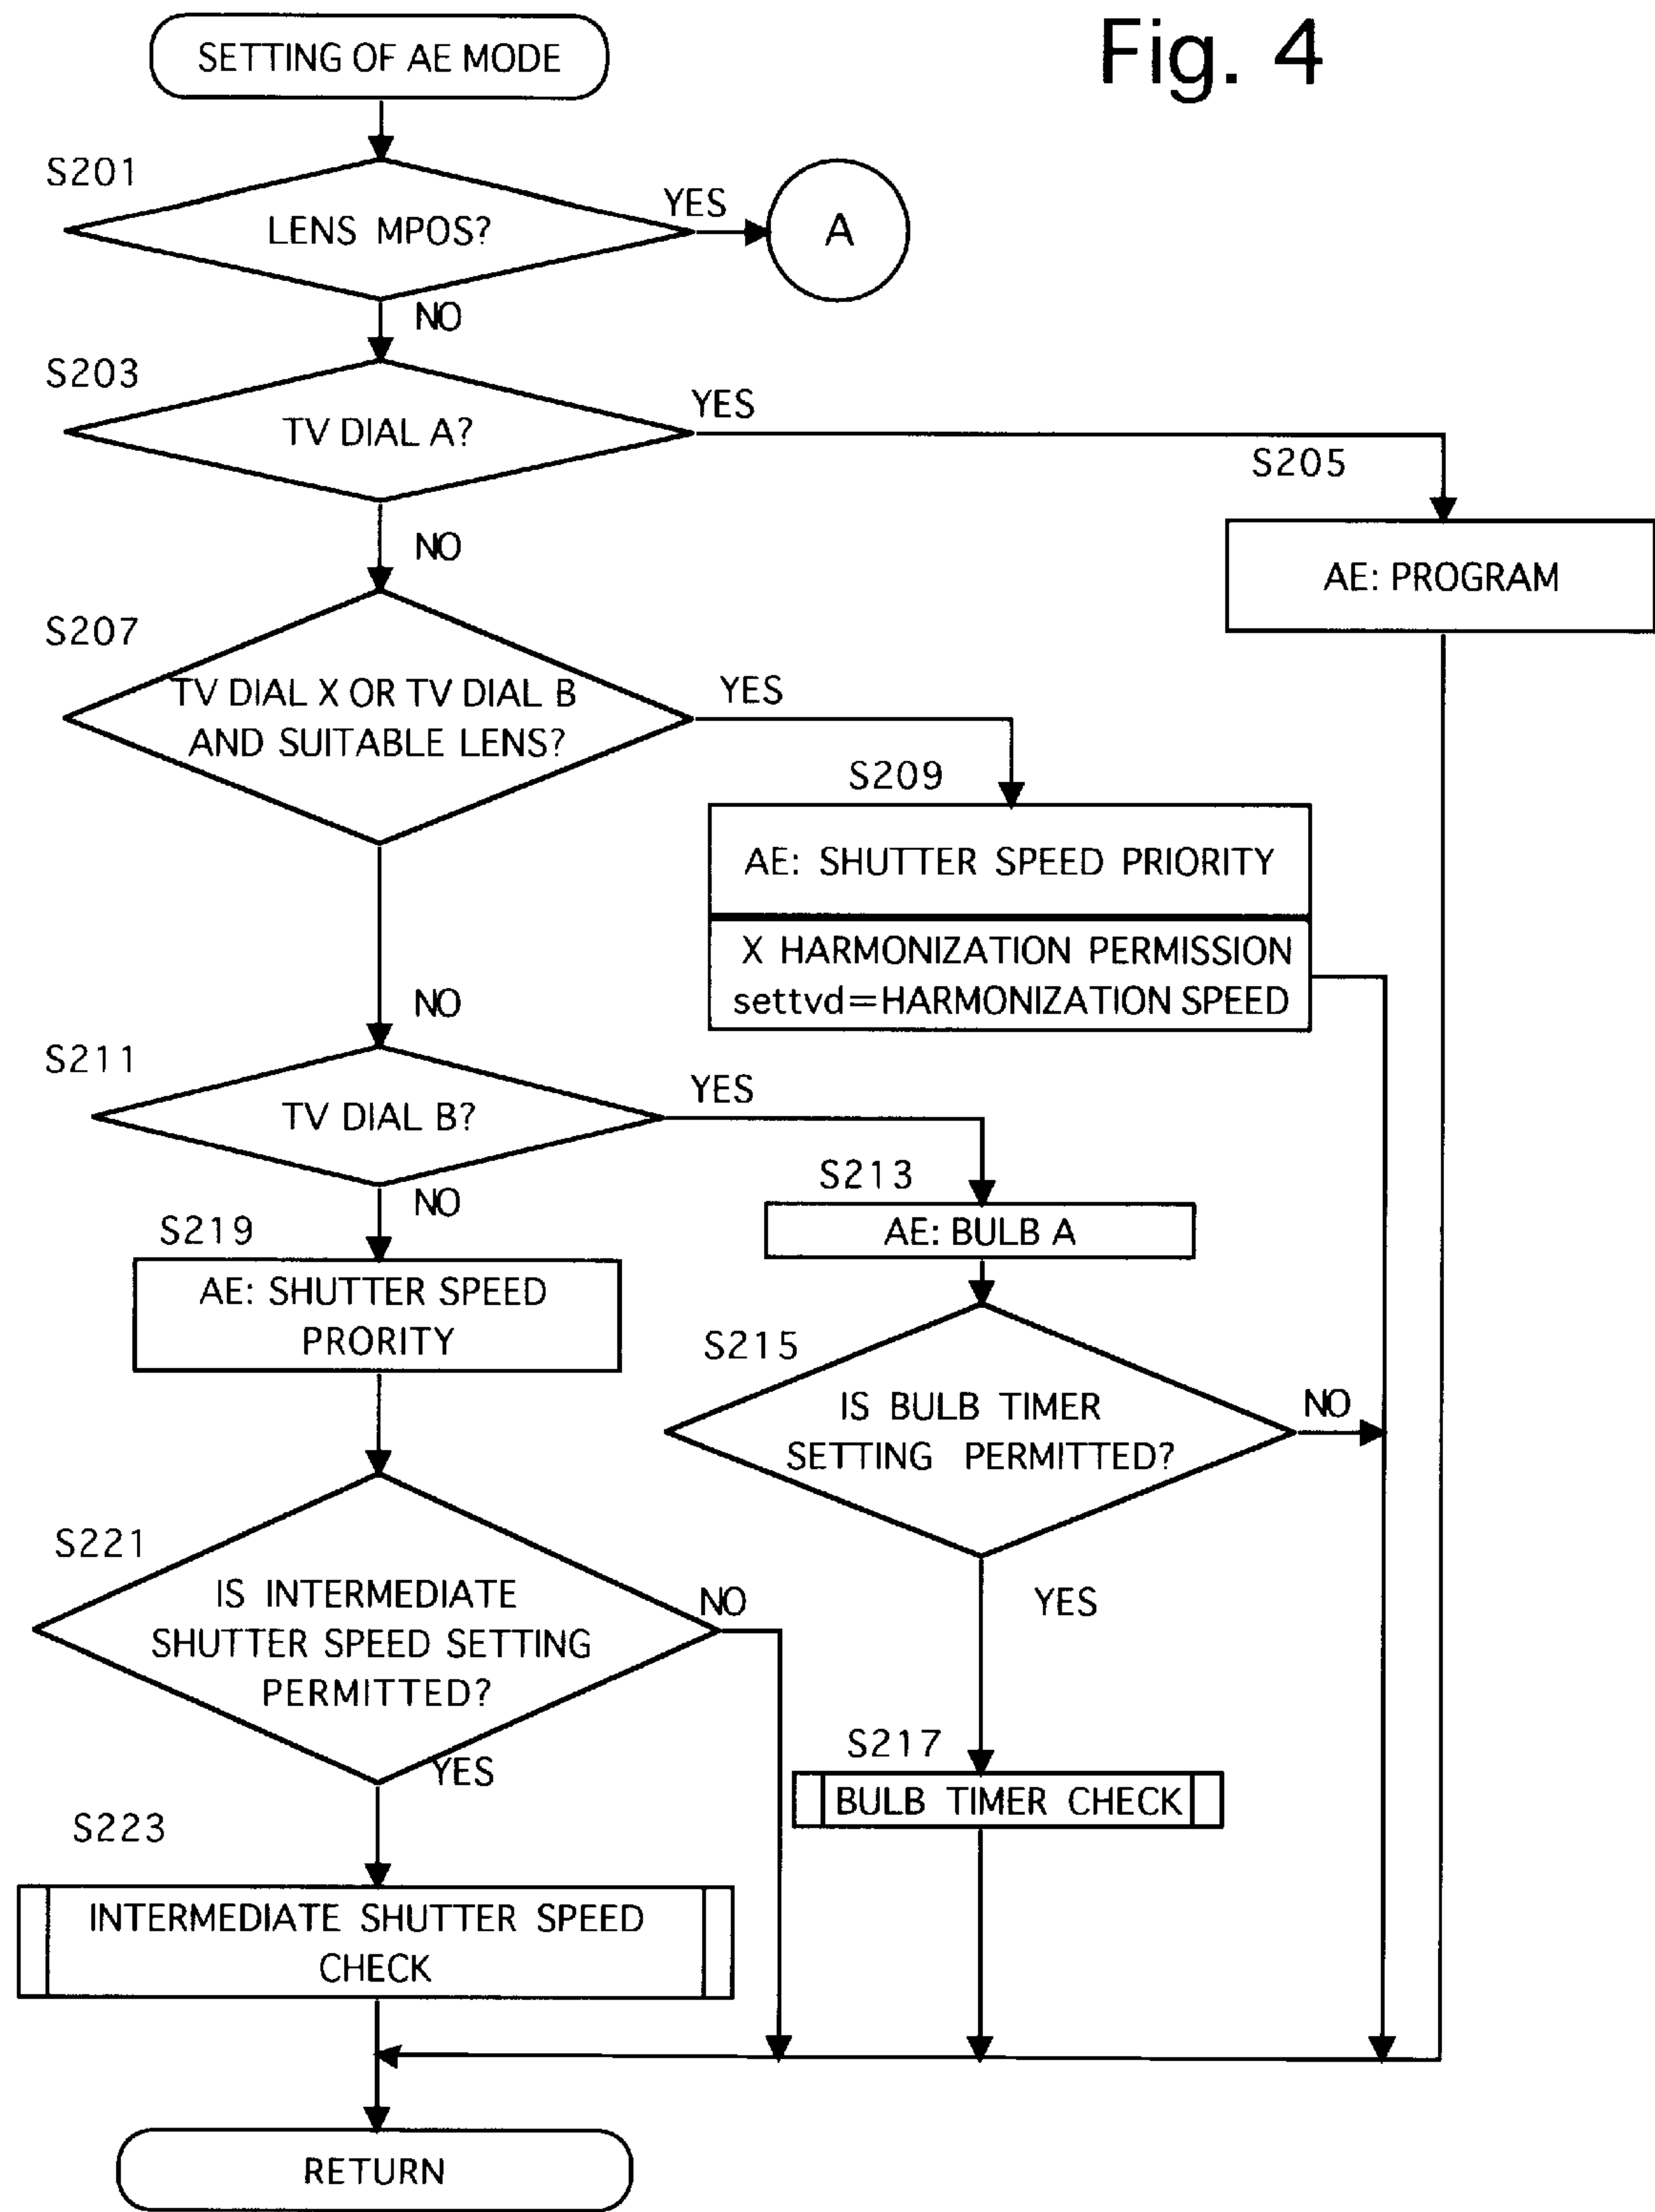 Fig. 4
SETTING OF AE MODE
S201
LENS MPOS?
YES
A
NO
S203
TV DIAL A?
YES
S205
AE: PROGRAM
NO
S207
TV DIAL X OR TV DIAL B
AND SUITABLE LENS?
YES
S209
AE: SHUTTER SPEED PRIORITY
X HARMONIZATION PERMISSION
settvd=HARMONIZATION SPEED
NO
S211
TV DIAL B?
YES
S213
AE: BULB A
NO
S219
AE: SHUTTER SPEED
PRORITY
S215
IS BULB TIMER
SETTING PERMITTED?
NO
YES
S221
IS INTERMEDIATE
SHUTTER SPEED SETTING
PERMITTED?
NO
YES
S217
BULB TIMER CHECK
S223
INTERMEDIATE SHUTTER SPEED
CHECK
RETURN